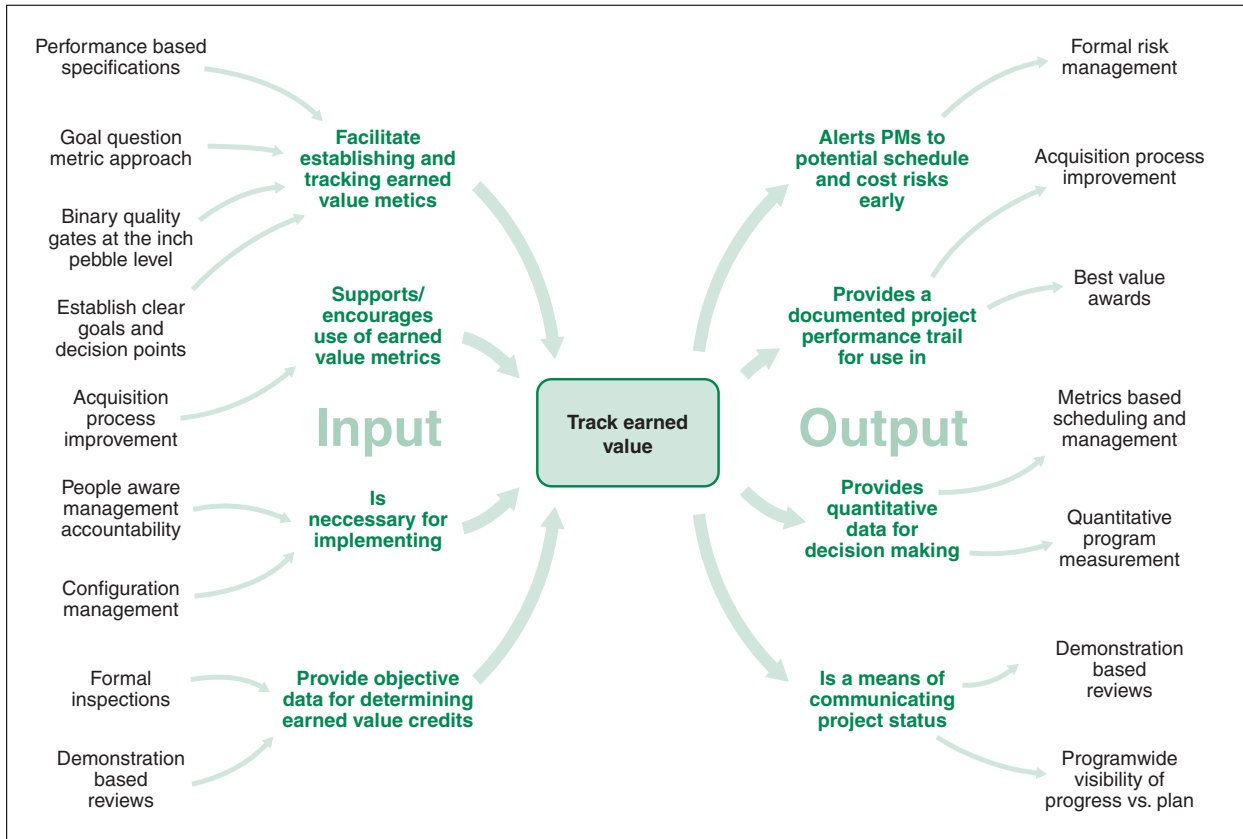 Performance based
specifications
Goal question
metric approach
Binary quality
gates at the inch
pebble level
Establish clear
goals and
decision points
Acquisition
process
improvement
People aware
management
accountability
Configuration
management
Formal
inspections
Demonstration
based
reviews
Facilitate
establishing and
tracking earned
value metics
Supports/
encourages
use of earned
value metrics
Input
Is
neccessary for
implementing
Provide objective
data for determining
earned value credits
Track earned
value
Alerts PMs to
potential schedule
and cost risks
early
Provides a
documented project
performance trail
for use in
Output
Provides
quantitative
data for
decision making
Is a means of
communicating
project status
Formal risk
management
Acquisition process
improvement
Best value
awards
Metrics based
scheduling and
management
Quantitative
program
measurement
Demonstration
based
reviews
Programwide
visibility of
progress vs. plan